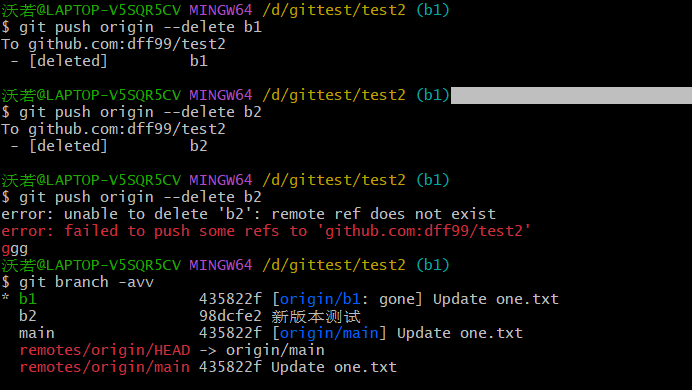 沃若@LAPTOP-V5SQR5CV MINGW64 /d/gittest/test2 (b1)
$ git push origin --delete b1
To github.com:dff99/test2
 - [deleted]         b1
沃若@LAPTOP-V5SQR5CV MINGW64 /d/gittest/test2 (b1)
$ git push origin --delete b2
To github.com:dff99/test2
 - [deleted]         b2
沃若@LAPTOP-V5SQR5CV MINGW64 /d/gittest/test2 (b1)
$ git push origin --delete b2
error: unable to delete 'b2': remote ref does not exist
error: failed to push some refs to 'github.com:dff99/test2'
ggg
沃若@LAPTOP-V5SQR5CV MINGW64 /d/gittest/test2 (b1)
$ git branch -avv
* b1                  435822f [origin/b1: gone] Update one.txt
  b2                  98dcfe2 新版本测试
  main                435822f [origin/main] Update one.txt
  remotes/origin/HEAD -> origin/main
  remotes/origin/main 435822f Update one.txt